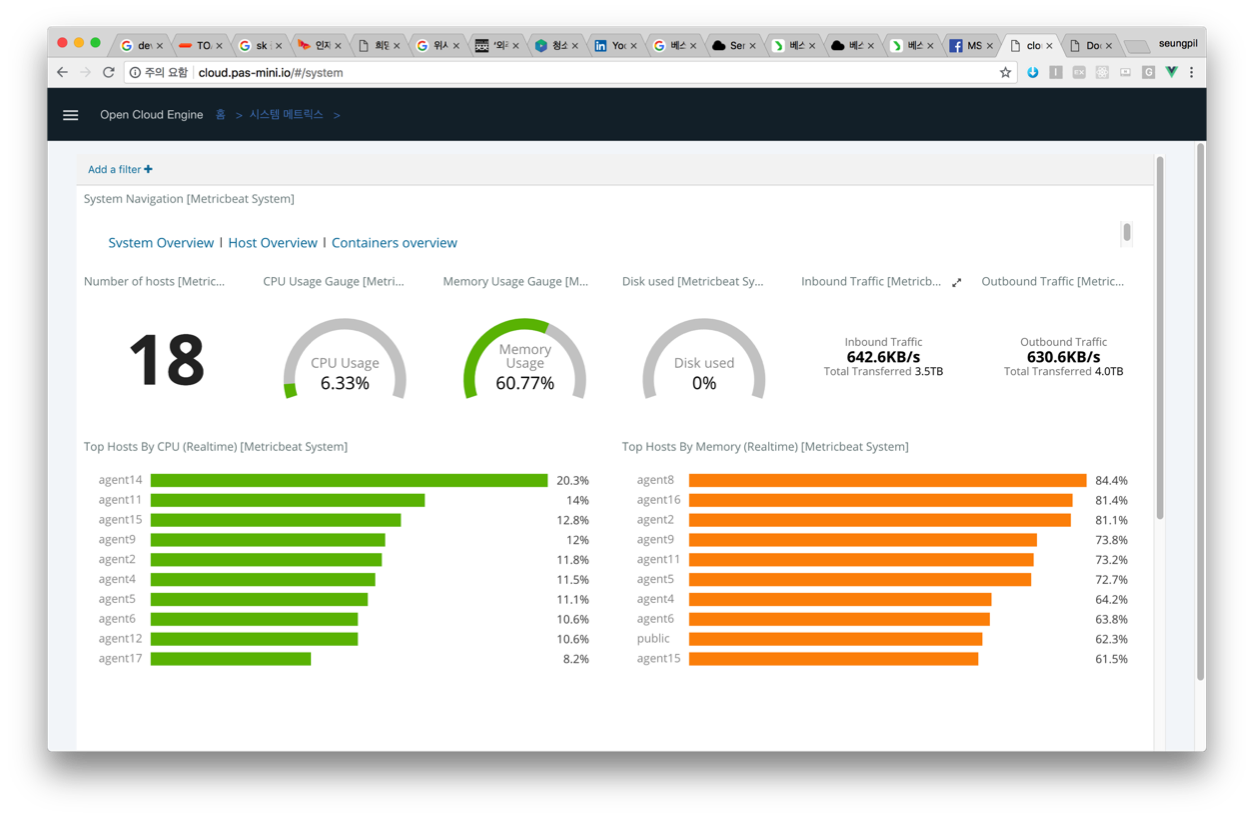 de
TO
sk
인지
회
위시
'외
청소
Yo
베스
Ser
베스
베스
베스
MS
clo
Do
seungpil
주의 요함 cloud.pas-mini.io/#/system
Open Cloud Engine 홈 > 시스템 메트릭스 >
Add a filter +
System Navigation [Metricbeat System]
System Overview | Host Overview | Containers overview
Number of hosts [Metric...
CPU Usage Gauge [Metri...
Memory Usage Gauge [M...
Disk used [Metricbeat Sy...
Inbound Traffic [Metricb...
Outbound Traffic [Metric...
18
CPU Usage
6.33%
Memory
Usage
60.77%
Disk used
0%
Inbound Traffic
642.6KB/s
Total Transferred 3.5TB
Outbound Traffic
630.6KB/s
Total Transferred 4.0TB
Top Hosts By CPU (Realtime) [Metricbeat System]
agent14 20.3%
agent11 14%
agent15 12.8%
agent9 12%
agent2 11.8%
agent4 11.5%
agent5 11.1%
agent6 10.6%
agent12 10.6%
agent17 8.2%
Top Hosts By Memory (Realtime) [Metricbeat System]
agent8 84.4%
agent16 81.4%
agent2 81.1%
agent9 73.8%
agent11 73.2%
agent5 72.7%
agent4 64.2%
agent6 63.8%
public 62.3%
agent15 61.5%